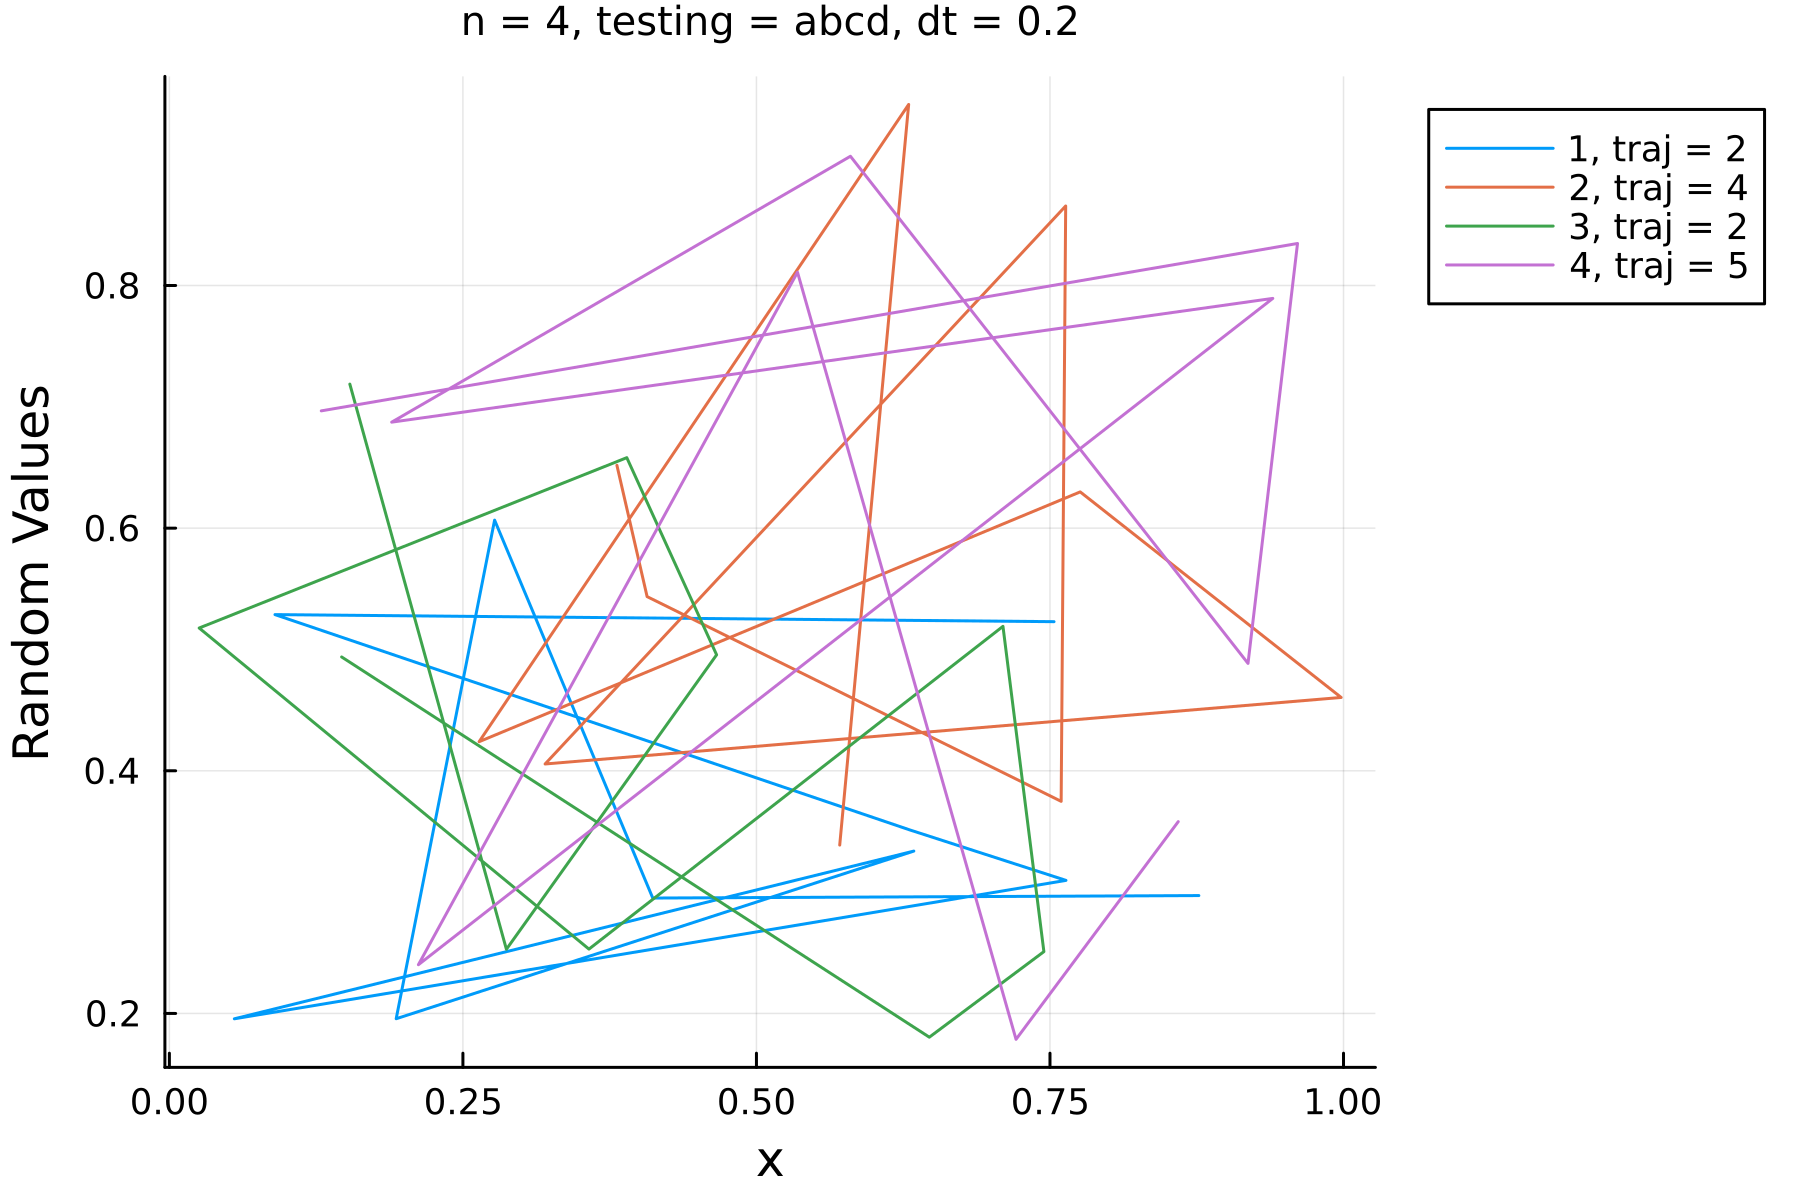 n = 4, testing = abcd, dt = 0.2
1, traj = 2
2, traj = 4
3, traj = 2
4, traj = 5
Random Values
0.8
0.6
0.4
0.2
0.00 0.25 0.50 0.75 1.00
x